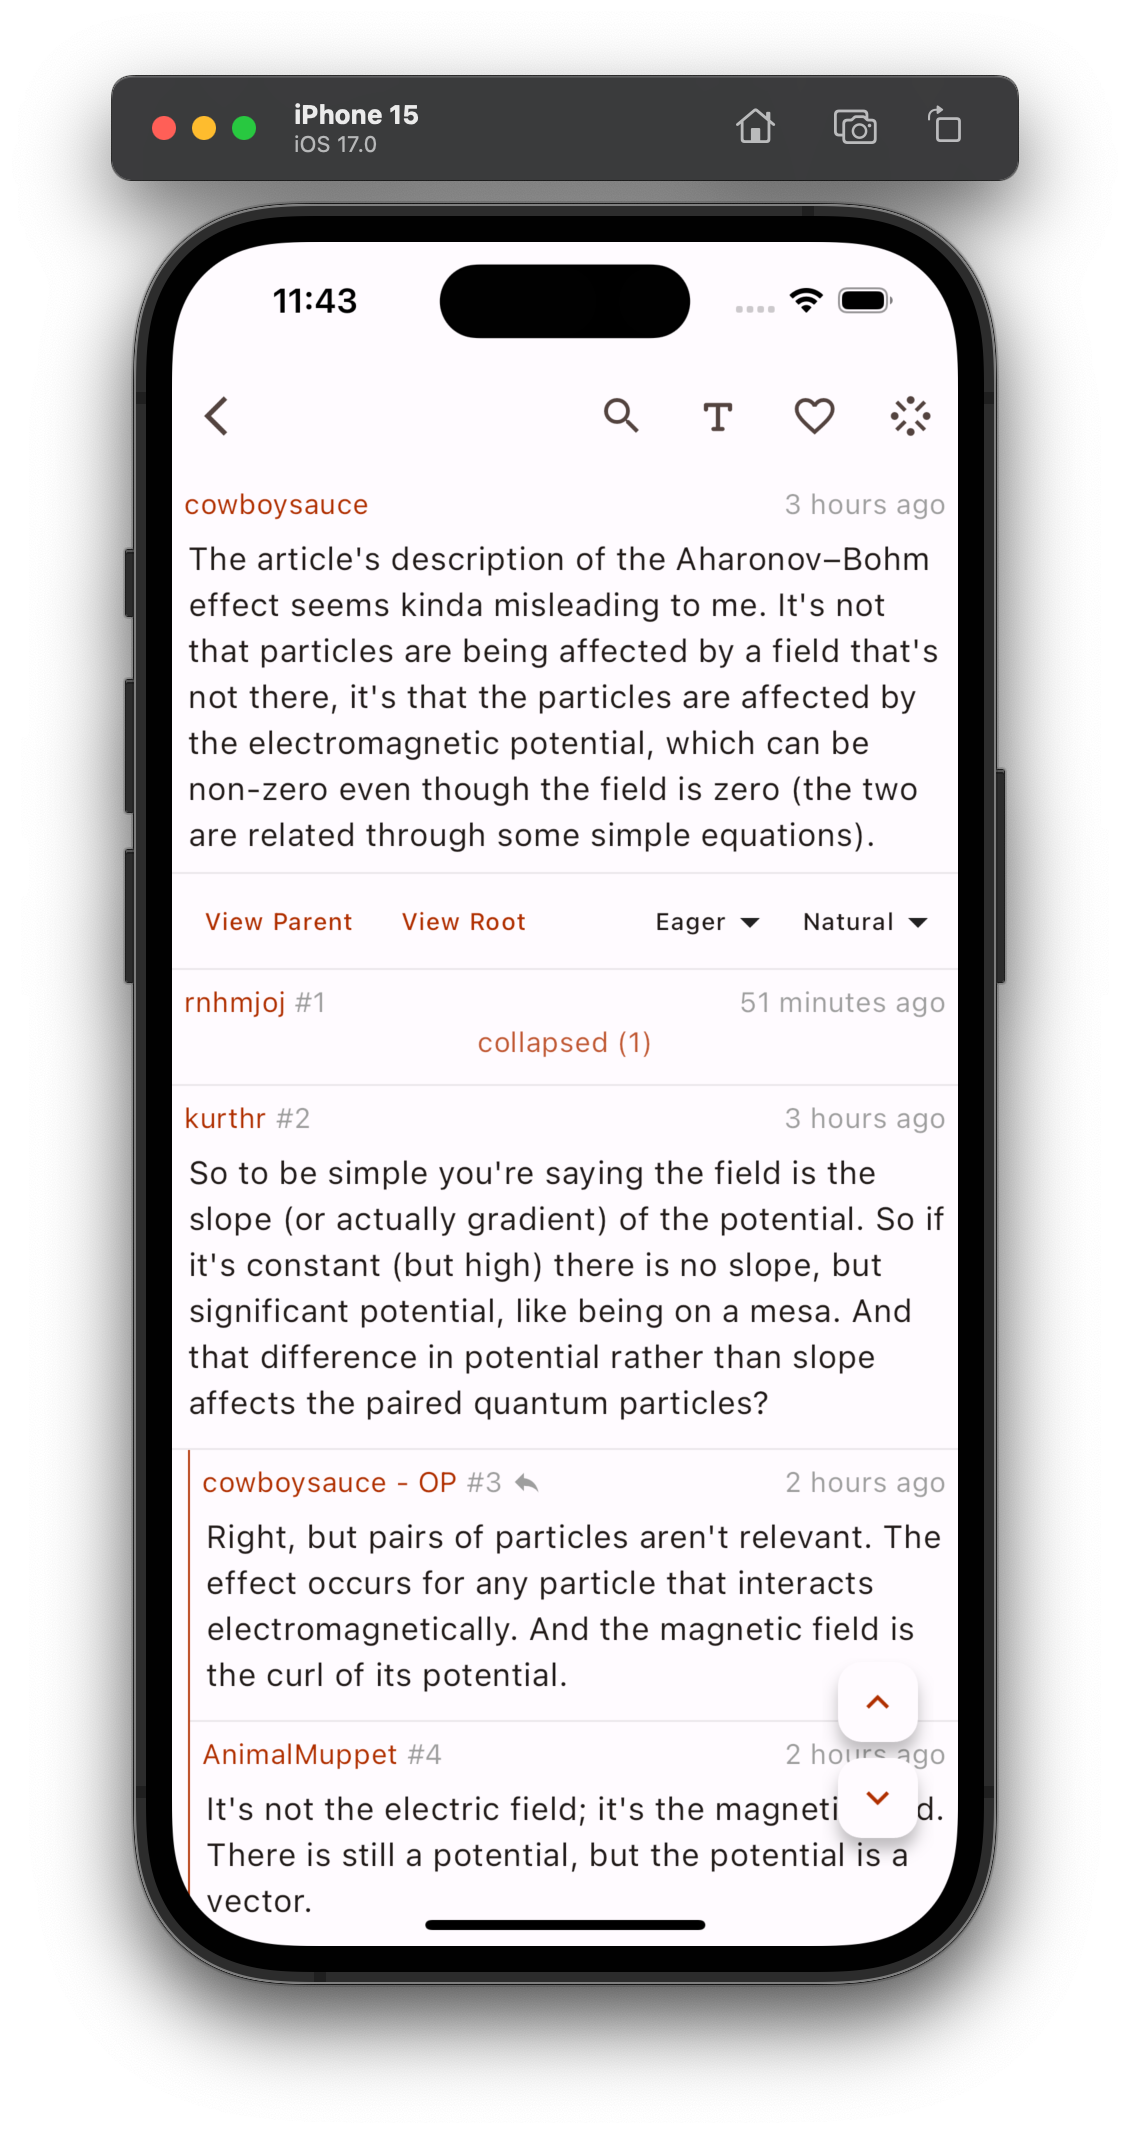 iPhone 15
iOS 17.0
11:43
cowboysauce 3 hours ago
The article's description of the Aharonov–Bohm
effect seems kinda misleading to me. It's not
that particles are being affected by a field that's
not there, it's that the particles are affected by
the electromagnetic potential, which can be
non-zero even though the field is zero (the two
are related through some simple equations).
View Parent View Root Eager Natural
rnhmjoj #1 51 minutes ago
collapsed (1)
kurthr #2 3 hours ago
So to be simple you're saying the field is the
slope (or actually gradient) of the potential. So if
it's constant (but high) there is no slope, but
significant potential, like being on a mesa. And
that difference in potential rather than slope
affects the paired quantum particles?
cowboysauce - OP #3 2 hours ago
Right, but pairs of particles aren't relevant. The
effect occurs for any particle that interacts
electromagnetically. And the magnetic field is
the curl of its potential.
AnimalMuppet #4 2 hours ago
It's not the electric field; it's the magneti d.
There is still a potential, but the potential is a
vector.